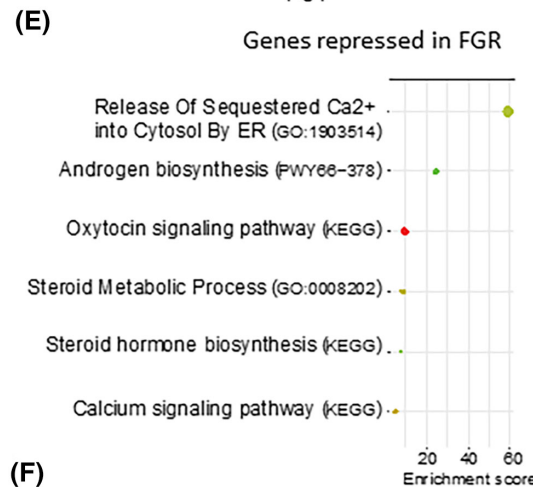 (E)
Genes repressed in FGR
Release Of Sequestered Ca2+
into Cytosol By ER (GO:1903514)
Androgen biosynthesis (PWY66-378)
Oxytocin signaling pathway (KEGG)
Steroid Metabolic Process (GO:0008202)
Steroid hormone biosynthesis (KEGG)
Calcium signaling pathway (KEGG)
20 40 60
Enrichment score
(F)